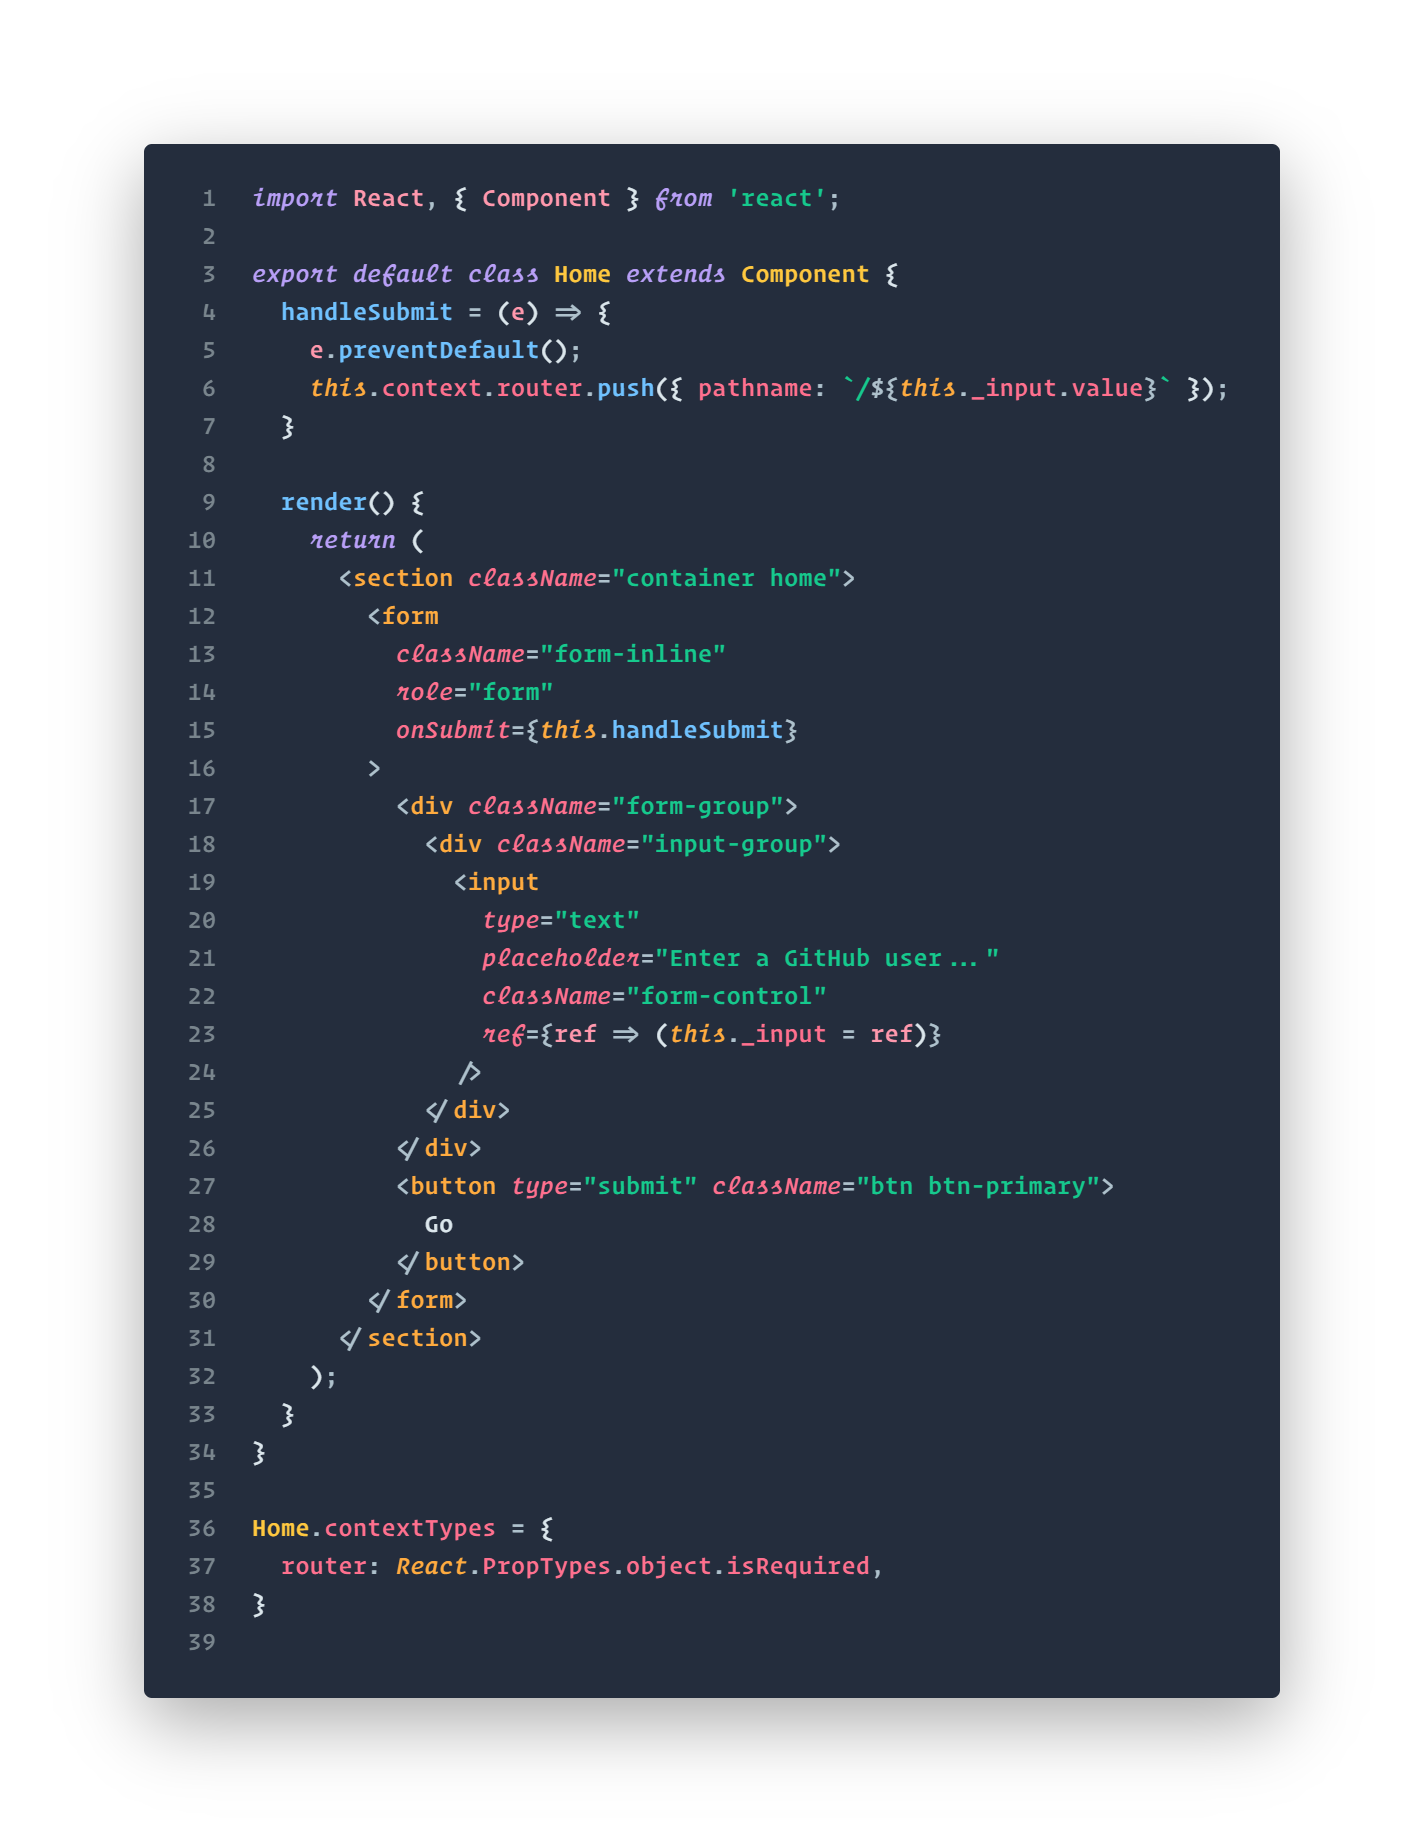 1 import React, { Component } from 'react';
2
3 export default class Home extends Component {
4   handleSubmit = (e) => {
5     e.preventDefault();
6     this.context.router.push({ pathname: `/${this._input.value}` });
7   }
8
9   render() {
10     return (
11       <section className="container home">
12         <form
13           className="form-inline"
14           role="form"
15           onSubmit={this.handleSubmit}
16         >
17           <div className="form-group">
18             <div className="input-group">
19               <input
20                 type="text"
21                 placeholder="Enter a GitHub user..."
22                 className="form-control"
23                 ref={ref => (this._input = ref)}
24               />
25             </div>
26           </div>
27           <button type="submit" className="btn btn-primary">
28             Go
29           </button>
30         </form>
31       </section>
32     );
33   }
34 }
35
36 Home.contextTypes = {
37   router: React.PropTypes.object.isRequired,
38 }
39